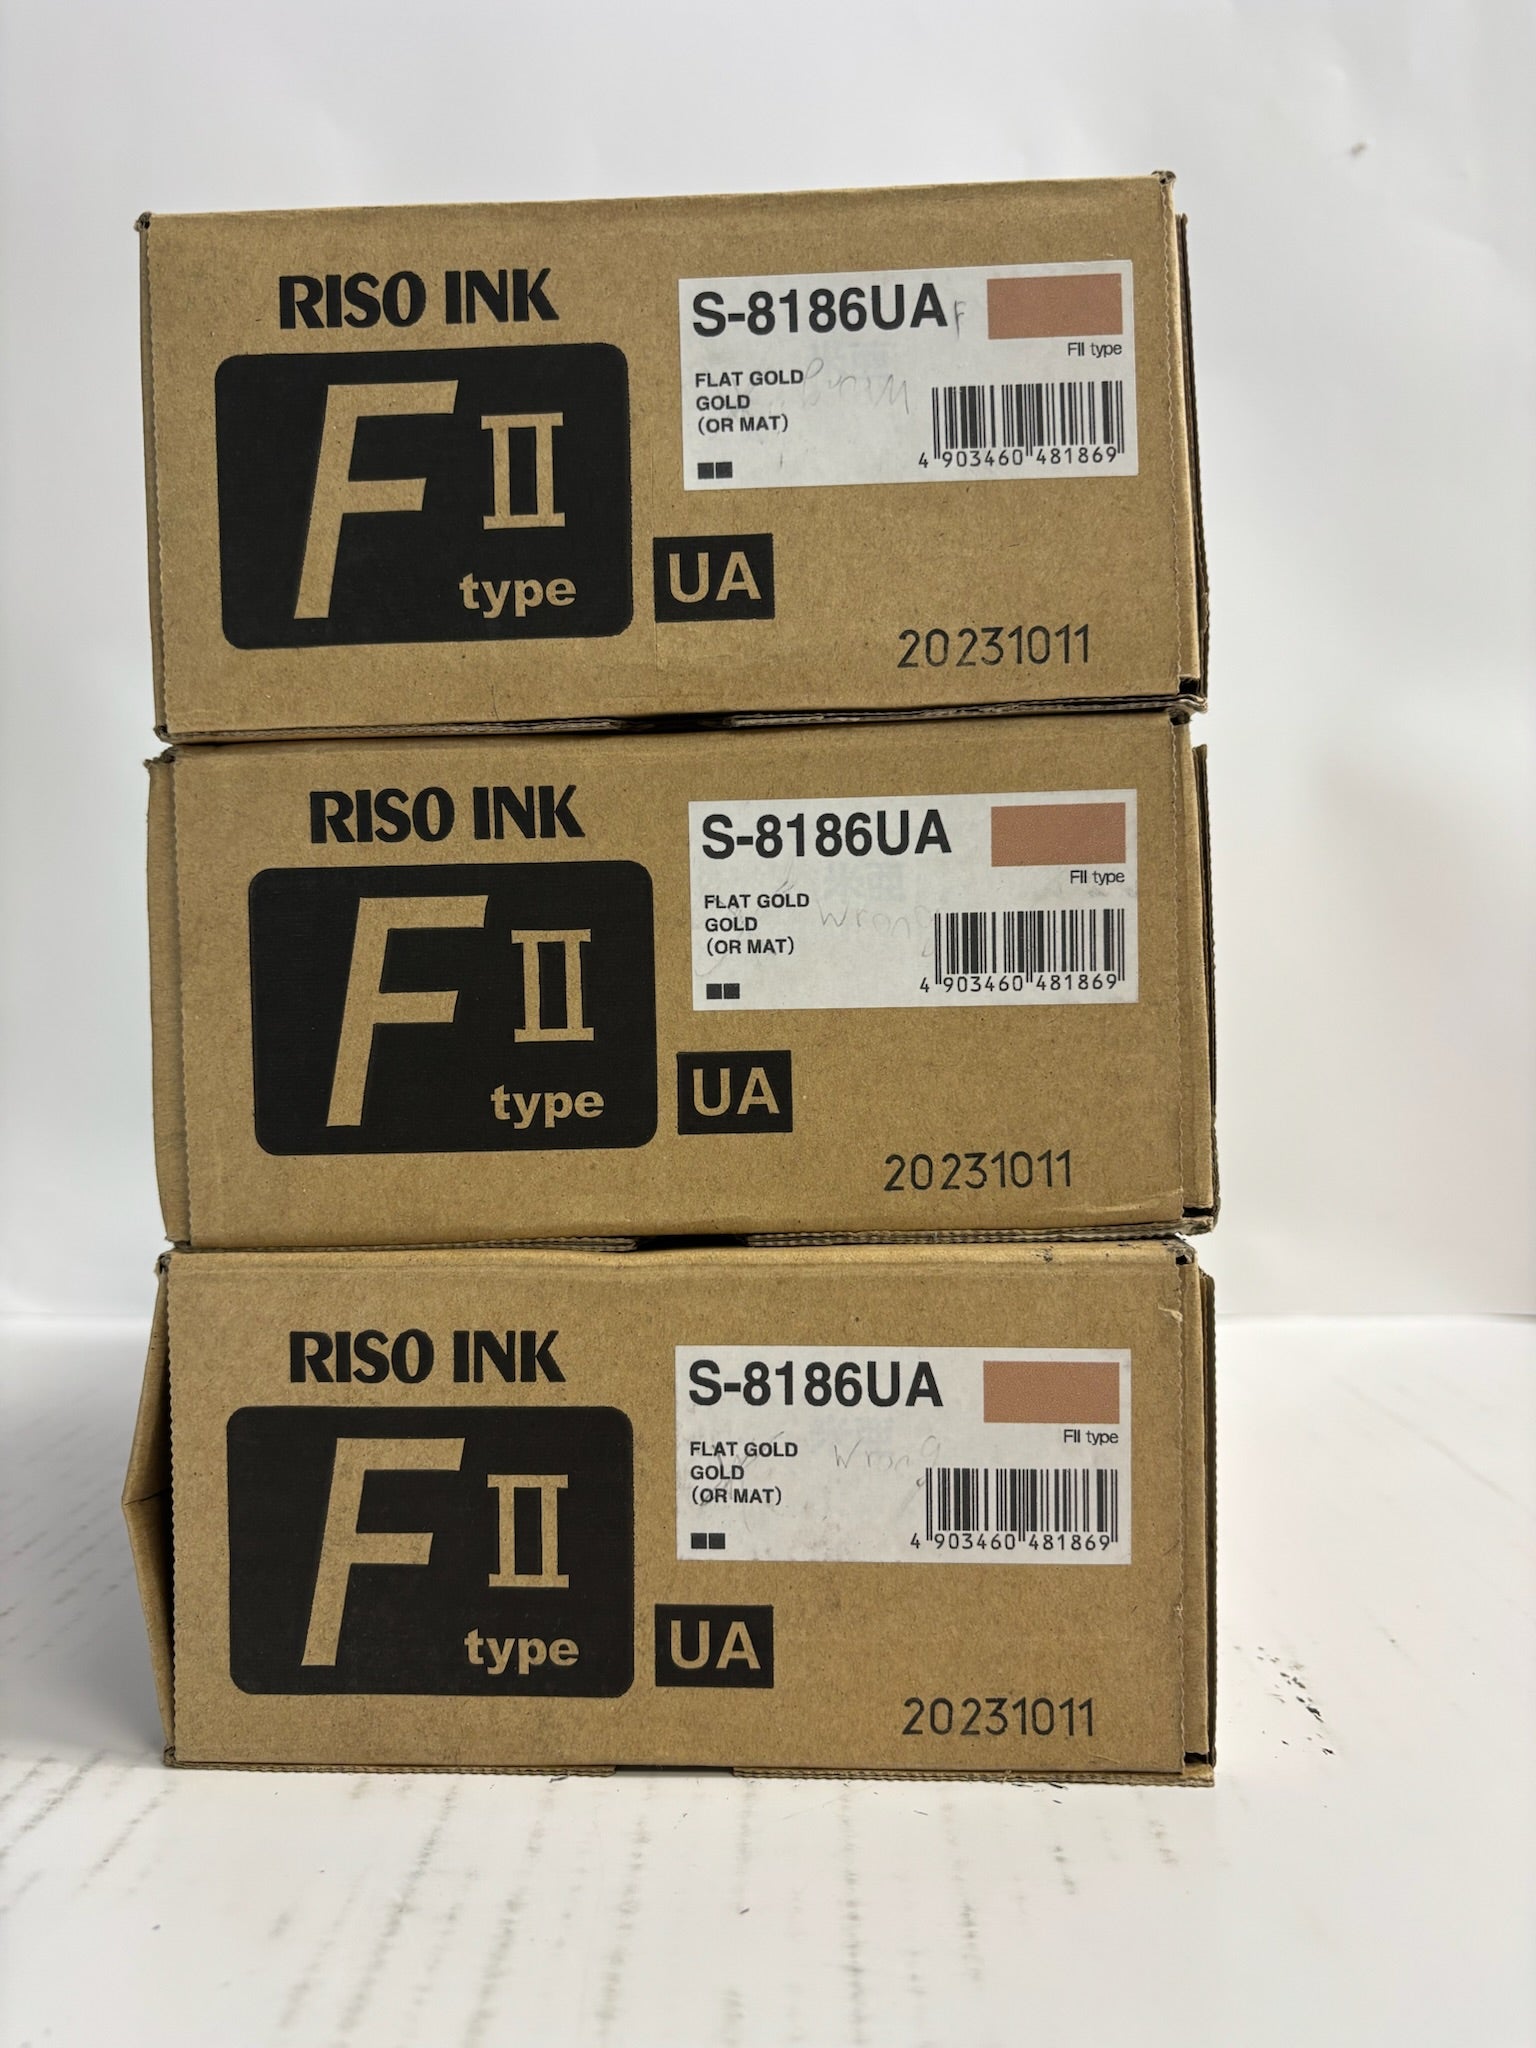 RISO INK
F II
type
UA
S-8186UA
FII type
FLAT GOLD
GOLD
(OR MAT)
4 903460 481869
20231011
RISO INK
F II
type
UA
S-8186UA
FII type
FLAT GOLD
GOLD
(OR MAT)
wrong
4 903460 481869
20231011
RISO INK
F II
type
UA
S-8186UA
FII type
FLAT GOLD
GOLD
(OR MAT)
wrong
4 903460 481869
20231011